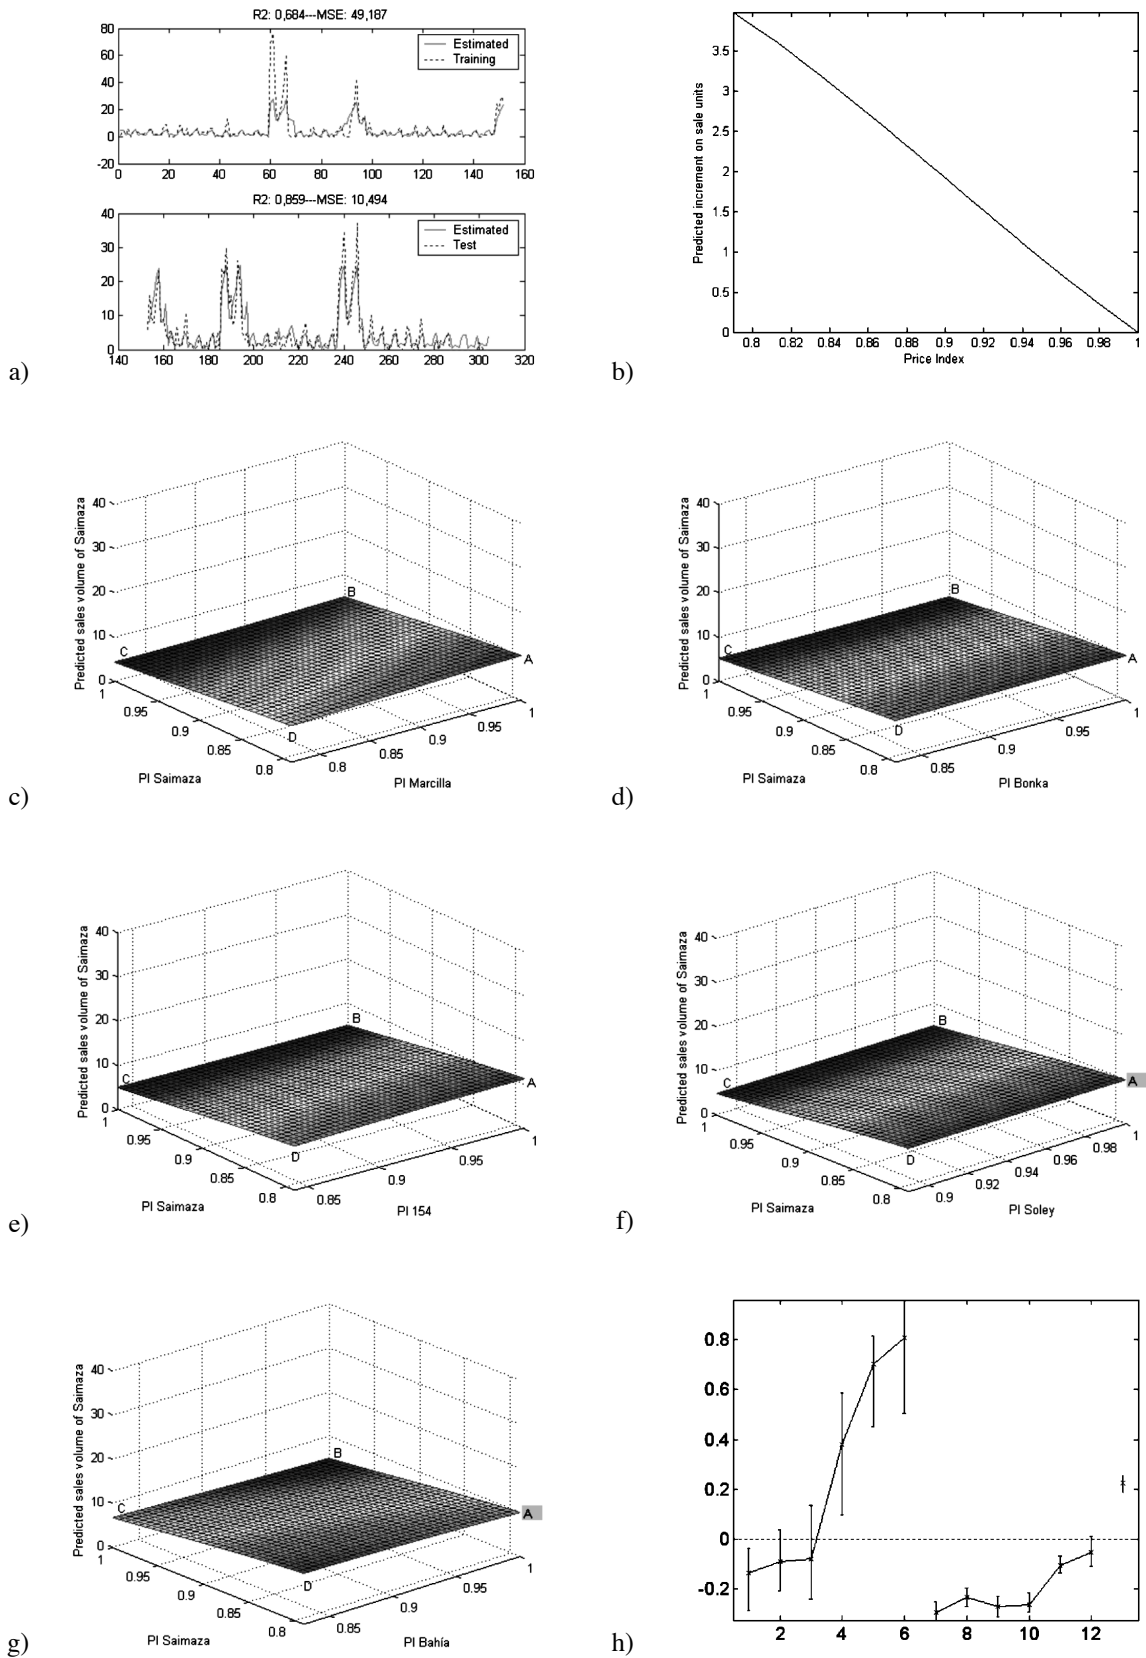 R2: 0,684---MSE: 49,187
80
60
40
20
0
-20
Estimated
Training
0 20 40 60 80 100 120 140 160
R2: 0,859---MSE: 10,494
40
30
20
10
0
Estimated
Test
140 160 180 200 220 240 260 280 300 320
a)
Predicted increment on sale units
3.5
3
2.5
2
1.5
1
0.5
0
0.8 0.82 0.84 0.86 0.88 0.9 0.92 0.94 0.96 0.98 1
Price Index
b)
Predicted sales volume of Saimaza
40
30
20
10
0
B
C
A
D
1 0.95 0.9 0.85 0.8
0.8 0.85 0.9 0.95 1
PI Saimaza
PI Marcilla
c)
Predicted sales volume of Saimaza
40
30
20
10
0
B
C
A
D
1 0.95 0.9 0.85 0.8
0.85 0.9 0.95 1
PI Saimaza
PI Bonka
d)
Predicted sales volume of Saimaza
40
30
20
10
0
B
C
A
D
1 0.95 0.9 0.85 0.8
0.85 0.9 0.95 1
PI Saimaza
PI 154
e)
Predicted sales volume of Saimaza
40
30
20
10
0
B
C
A
D
1 0.95 0.9 0.85 0.8
0.9 0.92 0.94 0.96 0.98 1
PI Saimaza
PI Soley
f)
Predicted sales volume of Saimaza
40
30
20
10
0
B
C
A
D
1 0.95 0.9 0.85 0.8
0.85 0.9 0.95 1
PI Saimaza
PI Bahía
g)
0.8
0.6
0.4
0.2
0
-0.2
2 4 6 8 10 12
h)